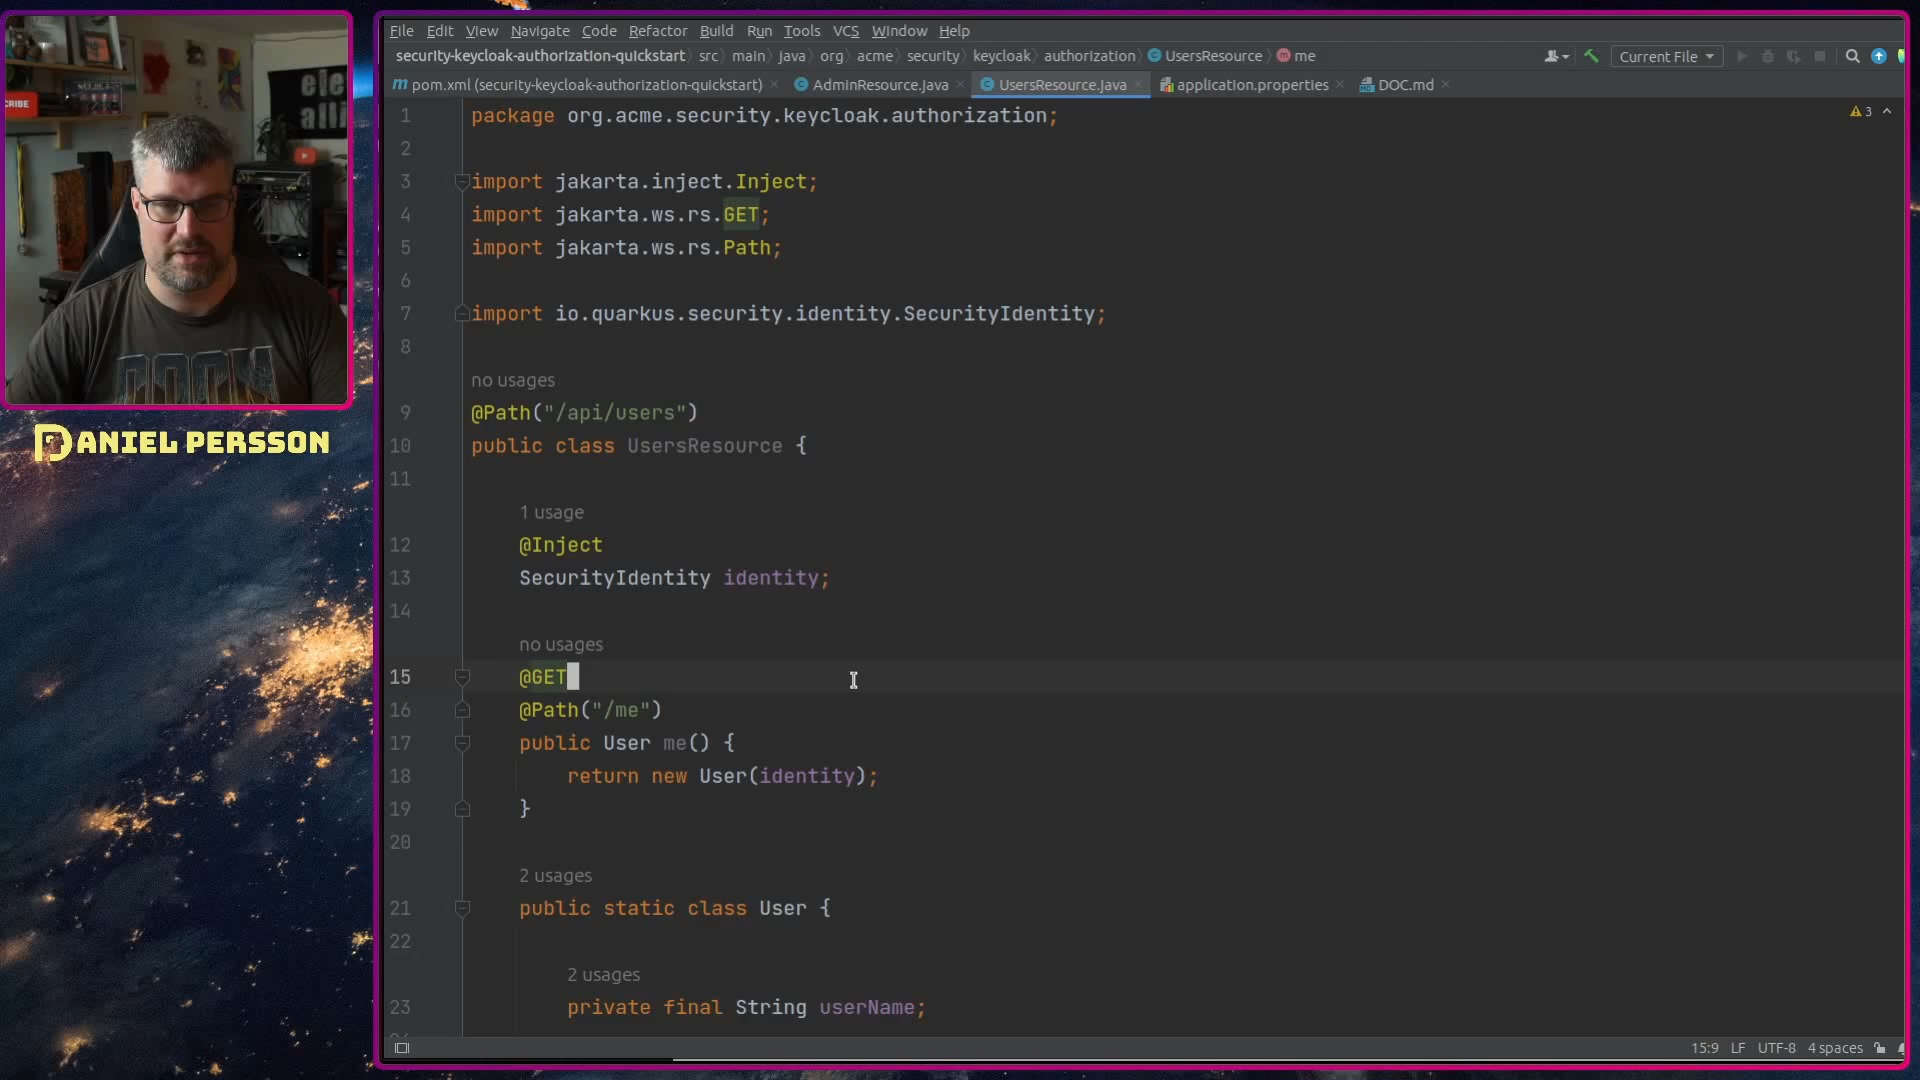 File Edit View Navigate Code Refactor Build Run Tools VCS Window Help
security-keycloak-authorization-quickstart src main java org acme security keycloak authorization UsersResource me
Current File
pom.xml (security-keycloak-authorization-quickstart) AdminResource.java UsersResource.java application.properties DOC.md
1 package org.acme.security.keycloak.authorization;
3
2
3 import jakarta.inject.Inject;
4 import jakarta.ws.rs.GET;
5 import jakarta.ws.rs.Path;
6
7 import io.quarkus.security.identity.SecurityIdentity;
8
no usages
9 @Path("/api/users")
10 public class UsersResource {
11
1 usage
12 @Inject
13 SecurityIdentity identity;
14
no usages
15 @GET
16 @Path("/me")
17 public User me() {
18 return new User(identity);
19 }
20
2 usages
21 public static class User {
22
2 usages
23 private final String userName;
15:9 LF UTF-8 4 spaces
CRIBE
DOOM
DANIEL PERSSON